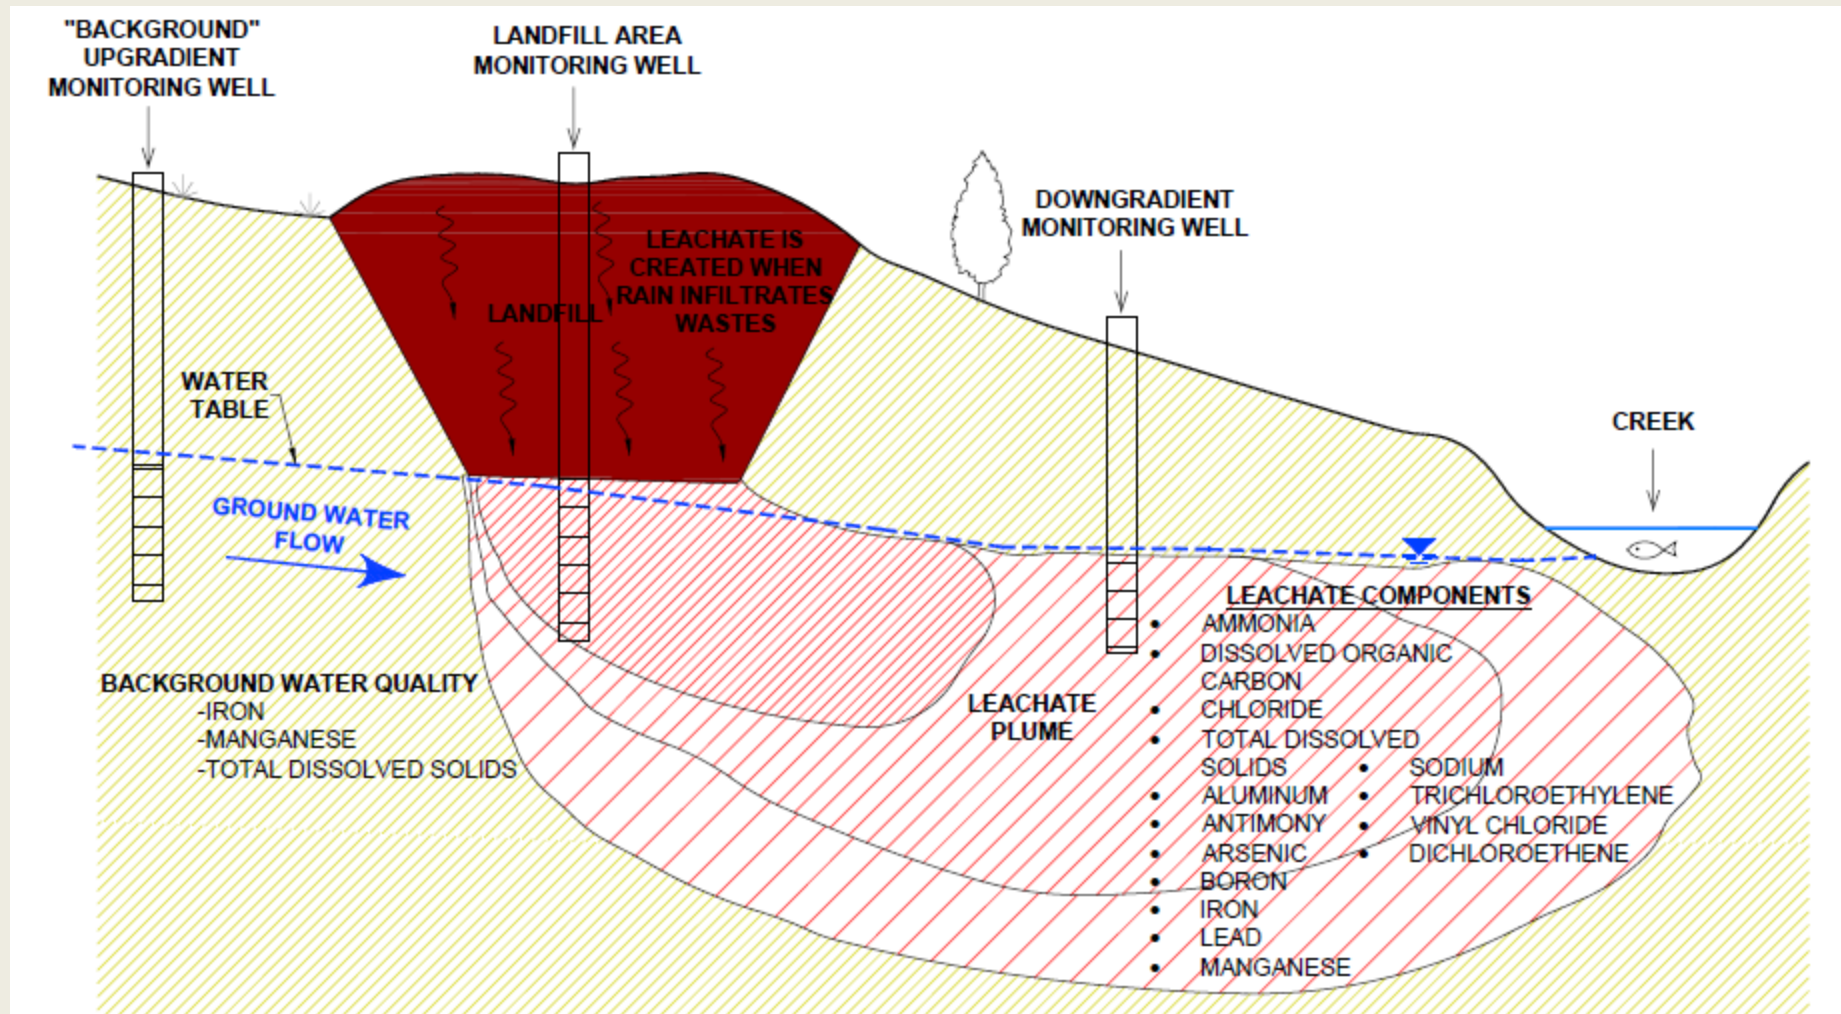 "BACKGROUND"
UPGRADIENT
MONITORING WELL
LANDFILL AREA
MONITORING WELL
DOWNGRADIENT
MONITORING WELL
LEACHATE IS
CREATED WHEN
RAIN INFILTRATES
WASTES
LANDFILL
WATER
TABLE
CREEK
GROUND WATER
FLOW
BACKGROUND WATER QUALITY
-IRON
-MANGANESE
-TOTAL DISSOLVED SOLIDS
LEACHATE
PLUME
LEACHATE COMPONENTS
• AMMONIA
• DISSOLVED ORGANIC
CARBON
• CHLORIDE
• TOTAL DISSOLVED
SOLIDS
• ALUMINUM
• ANTIMONY
• ARSENIC
• BORON
• IRON
• LEAD
• MANGANESE
• SODIUM
• TRICHLOROETHYLENE
• VINYL CHLORIDE
• DICHLOROETHENE